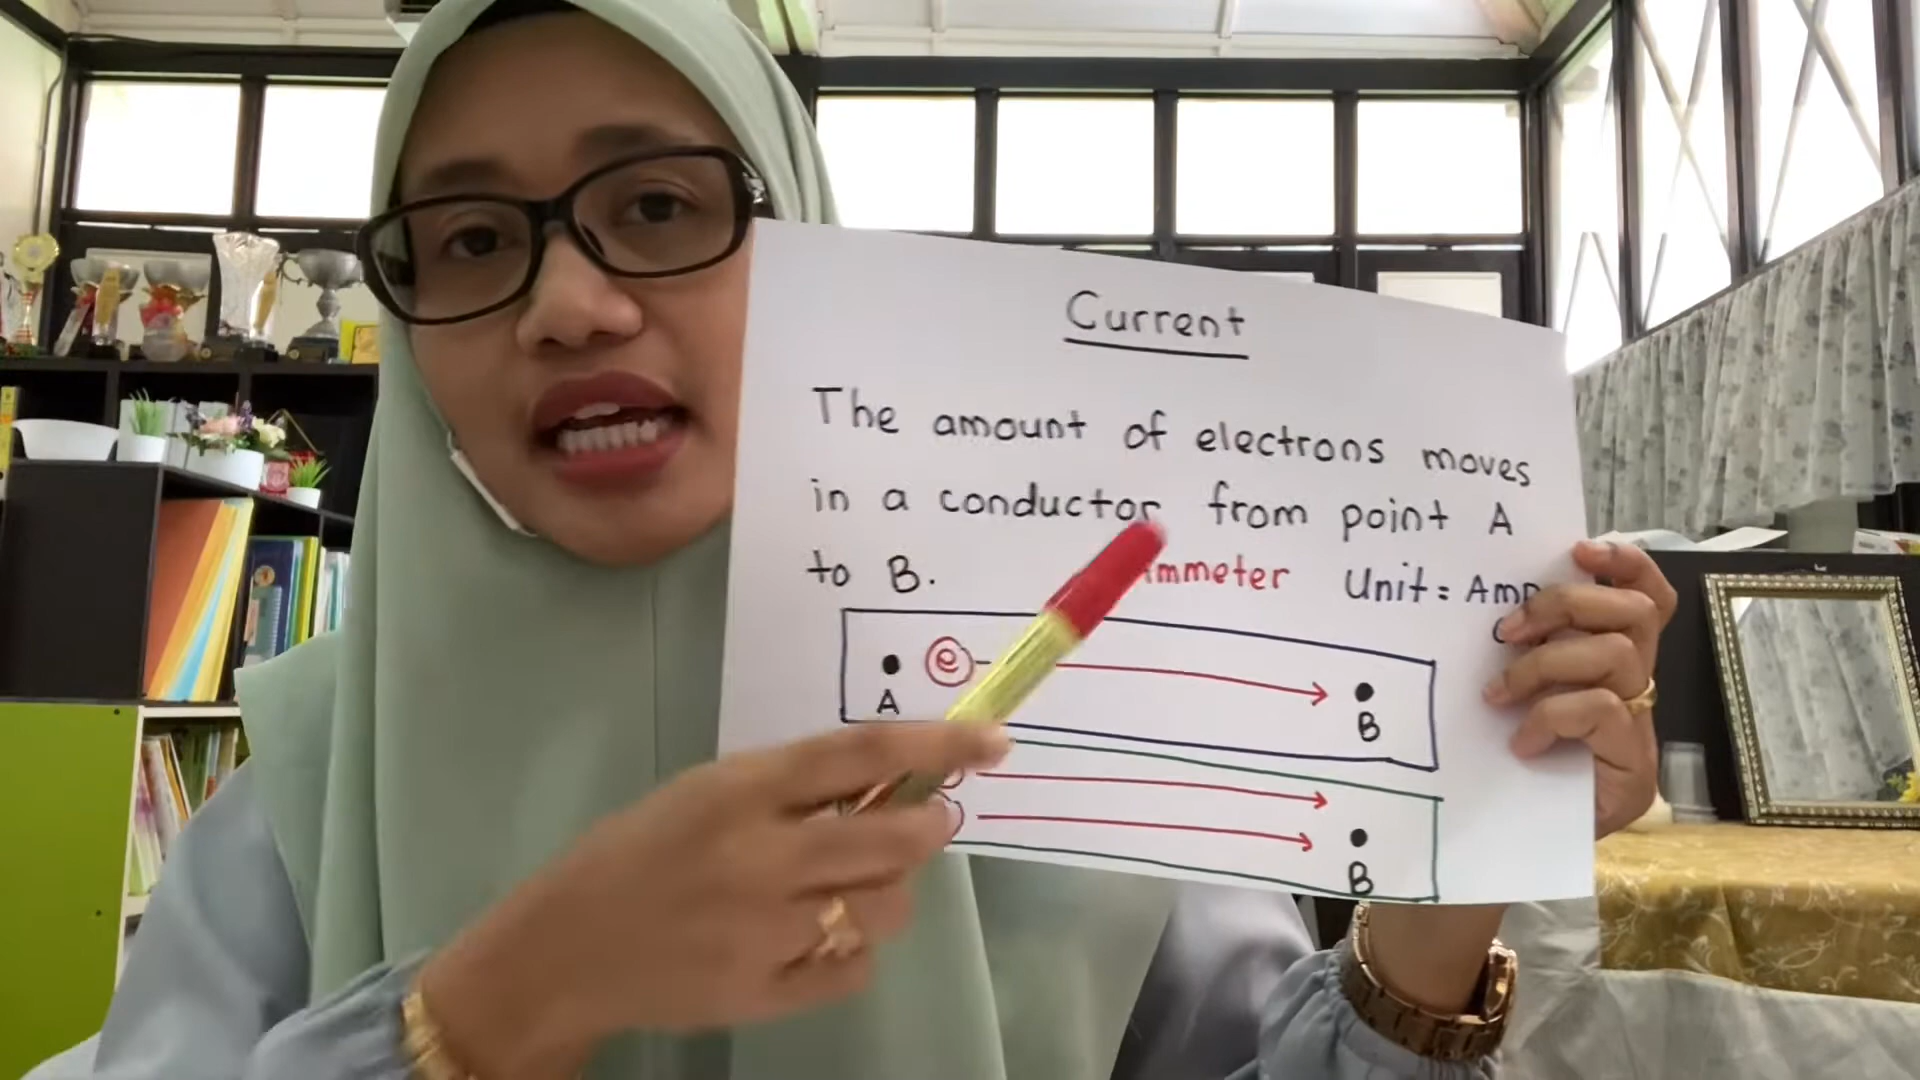 Current
The amount of electrons moves
in a conductor from point A
to B. Unit =
e
A
B
B